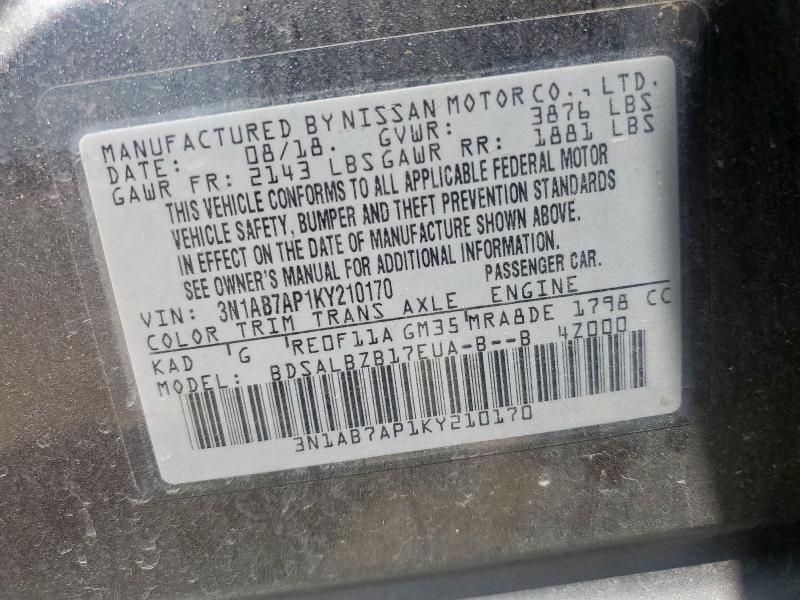 MANUFACTURED BY NISSAN MOTOR CO., LTD.
DATE: 08/18. GVWR: 3876 LBS
GAWR FR: 2143 LBS GAWR RR: 1881 LBS
THIS VEHICLE CONFORMS TO ALL APPLICABLE FEDERAL MOTOR
VEHICLE SAFETY, BUMPER AND THEFT PREVENTION STANDARDS
IN EFFECT ON THE DATE OF MANUFACTURE SHOWN ABOVE.
SEE OWNER'S MANUAL FOR ADDITIONAL INFORMATION.
VIN: 3N1AB7AP1KY210170 PASSENGER CAR.
COLOR TRIM TRANS AXLE ENGINE
KAD G RE0F11A GM35 MRA8DE 1798 CC
MODEL: BDSALBZB17EUA-B--B 4Z000
3N1AB7AP1KY210170